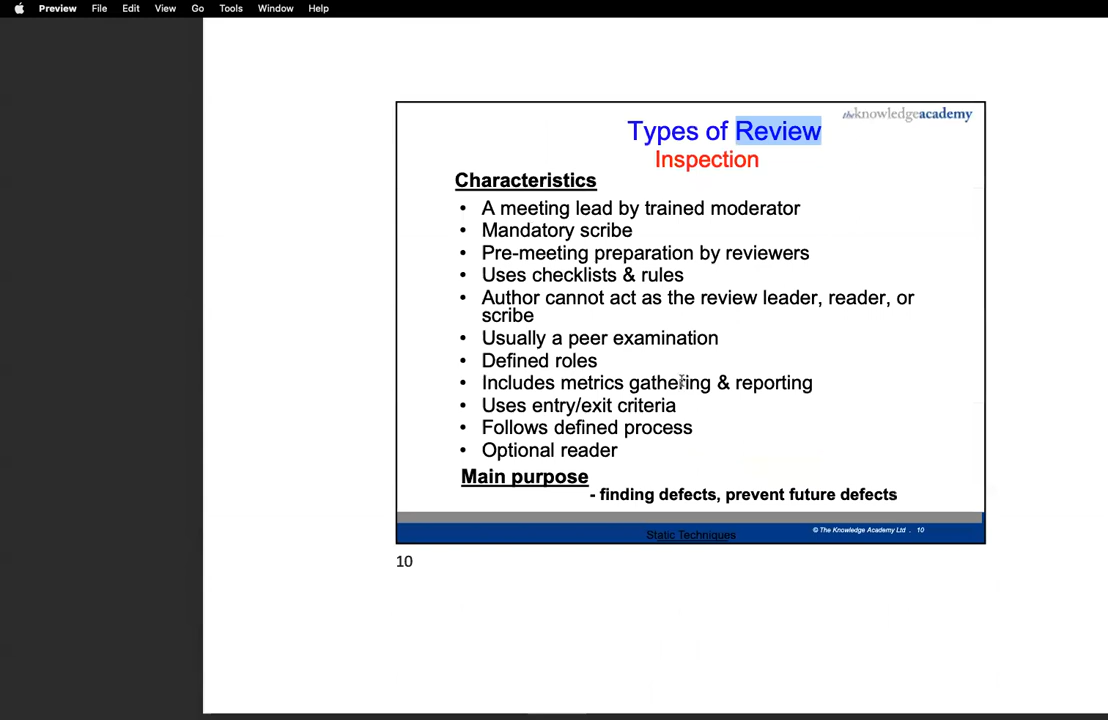 Preview File Edit View Go Tools Window Help
theknowledgeacademy
Types of Review
Inspection
Characteristics
• A meeting lead by trained moderator
• Mandatory scribe
• Pre-meeting preparation by reviewers
• Uses checklists & rules
• Author cannot act as the review leader, reader, or
scribe
• Usually a peer examination
• Defined roles
• Includes metrics gathering & reporting
• Uses entry/exit criteria
• Follows defined process
• Optional reader
Main purpose
- finding defects, prevent future defects
© The Knowledge Academy Ltd . 10
Static Techniques
10